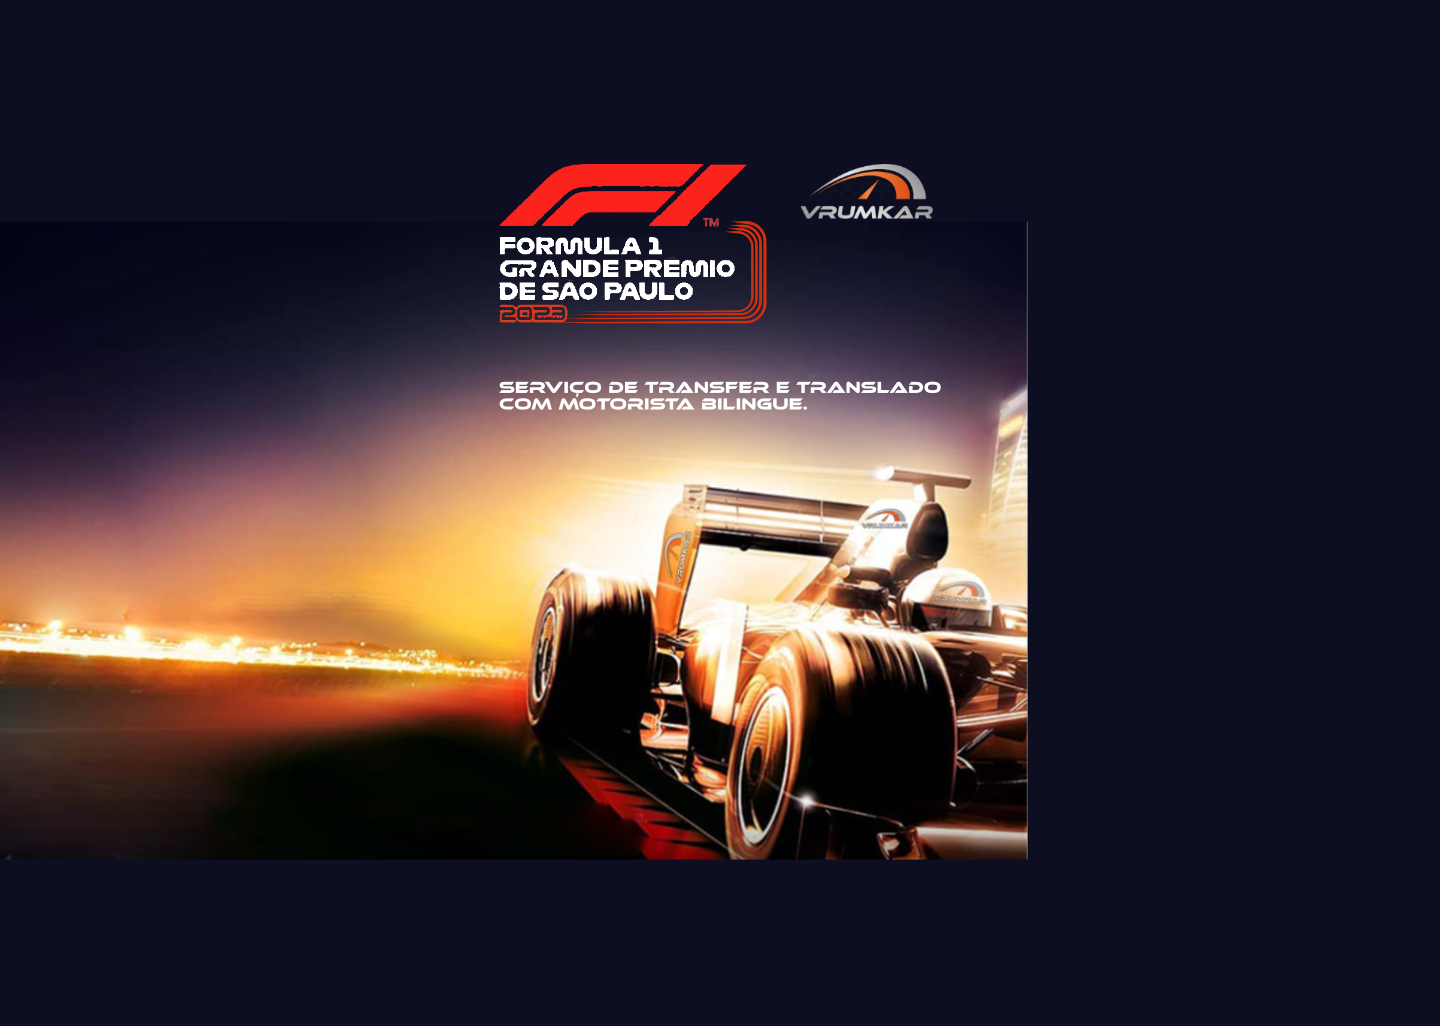 TM
VRUMKAR
FORMULA 1
GRANDE PREMIO
DE SAO PAULO
2023
SERVIÇO DE TRANSFER E TRANSLADO
COM MOTORISTA BILINGUE.
VRUMKAR
VRUMKAR
VRUMKAR